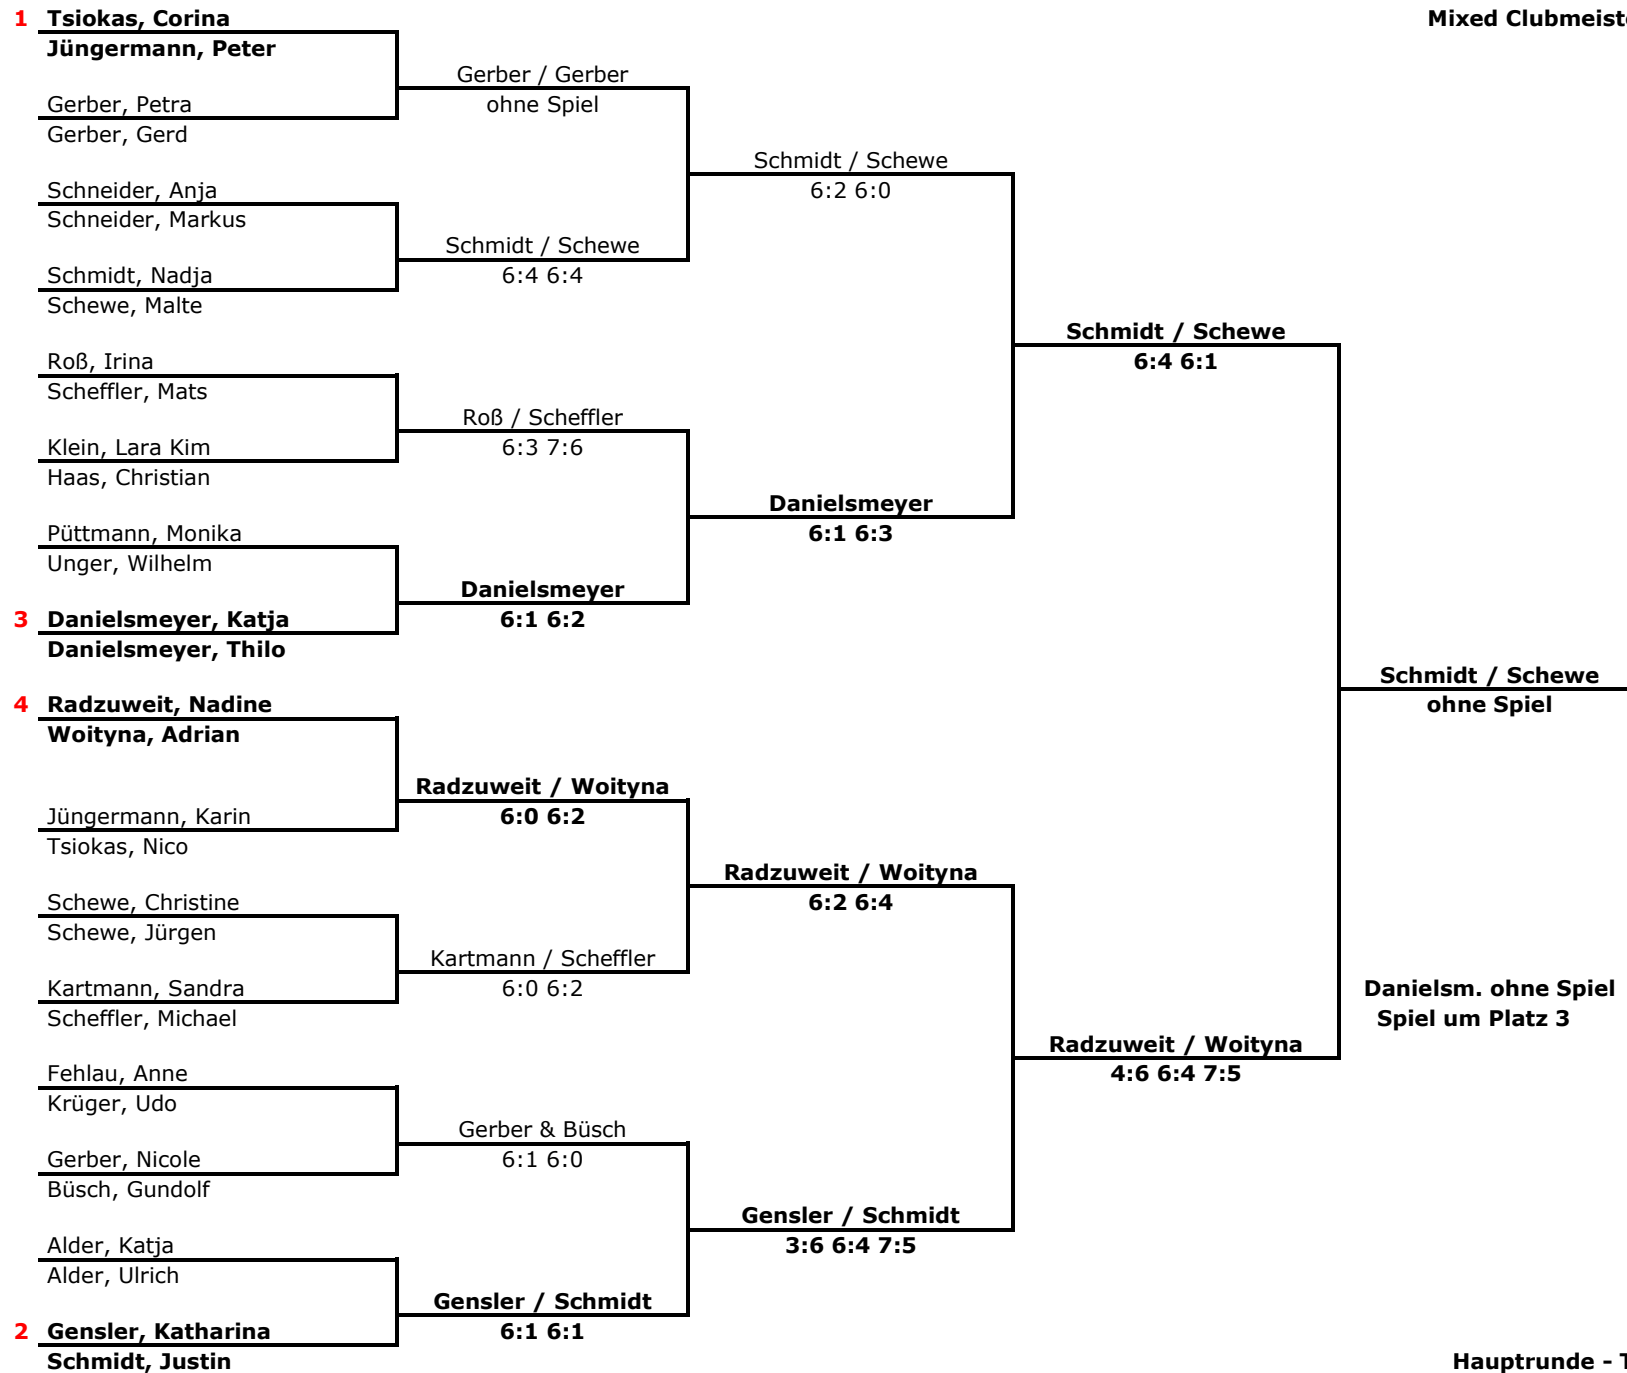 1 Tsiokas, Corina
Jüngermann, Peter
Gerber, Petra
Gerber, Gerd
Schneider, Anja
Schneider, Markus
Schmidt, Nadja
Schewe, Malte
Roß, Irina
Scheffler, Mats
Klein, Lara Kim
Haas, Christian
Püttmann, Monika
Unger, Wilhelm
3 Danielsmeyer, Katja
Danielsmeyer, Thilo
4 Radzuweit, Nadine
Woityna, Adrian
Jüngermann, Karin
Tsiokas, Nico
Schewe, Christine
Schewe, Jürgen
Kartmann, Sandra
Scheffler, Michael
Fehlau, Anne
Krüger, Udo
Gerber, Nicole
Büsch, Gundolf
Alder, Katja
Alder, Ulrich
2 Gensler, Katharina
Schmidt, Justin
Gerber / Gerber
ohne Spiel
Schmidt / Schewe
6:4 6:4
Roß / Scheffler
6:3 7:6
Danielsmeyer
6:1 6:2
Radzuweit / Woityna
6:0 6:2
Kartmann / Scheffler
6:0 6:2
Gerber & Büsch
6:1 6:0
Gensler / Schmidt
6:1 6:1
Schmidt / Schewe
6:2 6:0
Danielsmeyer
6:1 6:3
Radzuweit / Woityna
6:2 6:4
Gensler / Schmidt
3:6 6:4 7:5
Schmidt / Schewe
6:4 6:1
Radzuweit / Woityna
4:6 6:4 7:5
Mixed Clubmeist
Schmidt / Schewe
ohne Spiel
Danielsm. ohne Spiel
Spiel um Platz 3
Hauptrunde -